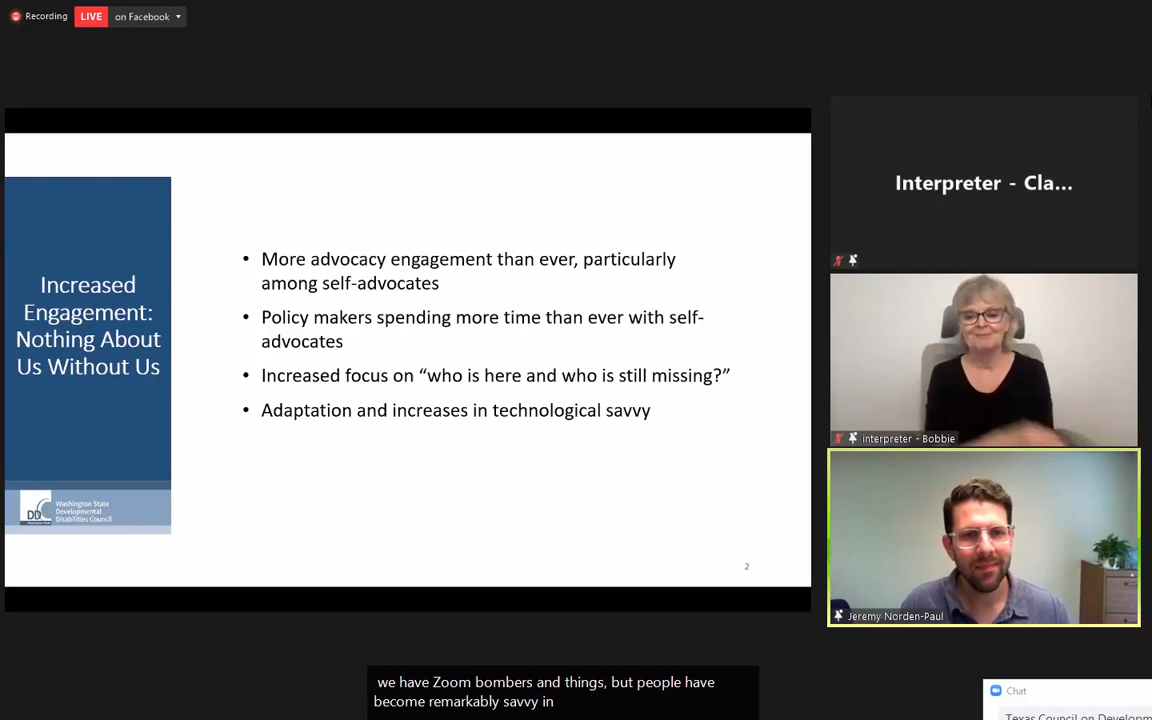 Recording
LIVE on Facebook
Increased
Engagement:
Nothing About
Us Without Us
DDC
Washington State
Developmental
Disabilities Council
• More advocacy engagement than ever, particularly
among self-advocates
• Policy makers spending more time than ever with self-
advocates
• Increased focus on “who is here and who is still missing?”
• Adaptation and increases in technological savvy
2
Interpreter - Cla...
interpreter - Bobbie
Jeremy Norden-Paul
we have Zoom bombers and things, but people have
become remarkably savvy in
Chat
Texas Council on Developm